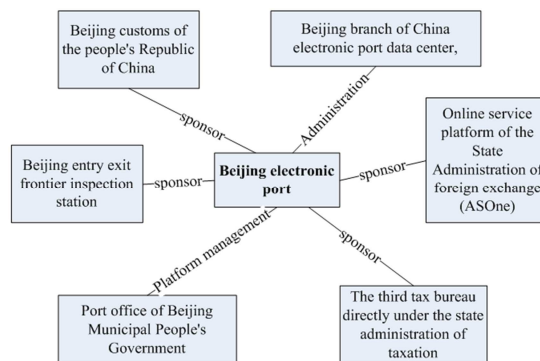 Beijing customs of
the people's Republic
of China
Beijing branch of China
electronic port data center,
sponsor
Administration
Online service
platform of the
State
Administration of
foreign exchange
(ASOne)
Beijing entry exit
frontier inspection
station
sponsor
Beijing electronic
port
sponsor
Platform management
sponsor
Port office of Beijing
Municipal People's
Government
The third tax bureau
directly under the state
administration of
taxation